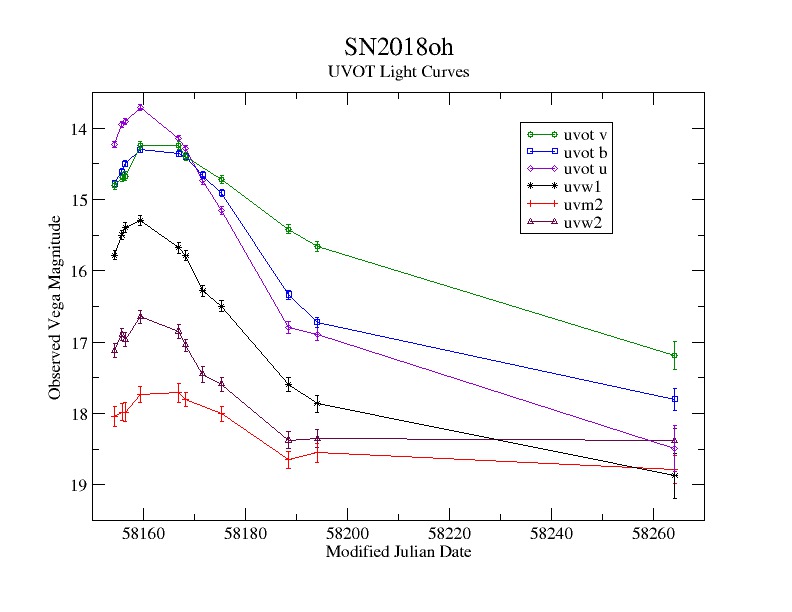 SN2018oh
UVOT Light Curves
Observed Vega Magnitude
14
15
16
17
18
19
uvot v
uvot b
uvot u
uvw1
uvm2
uvw2
58160 58180 58200 58220 58240 58260
Modified Julian Date